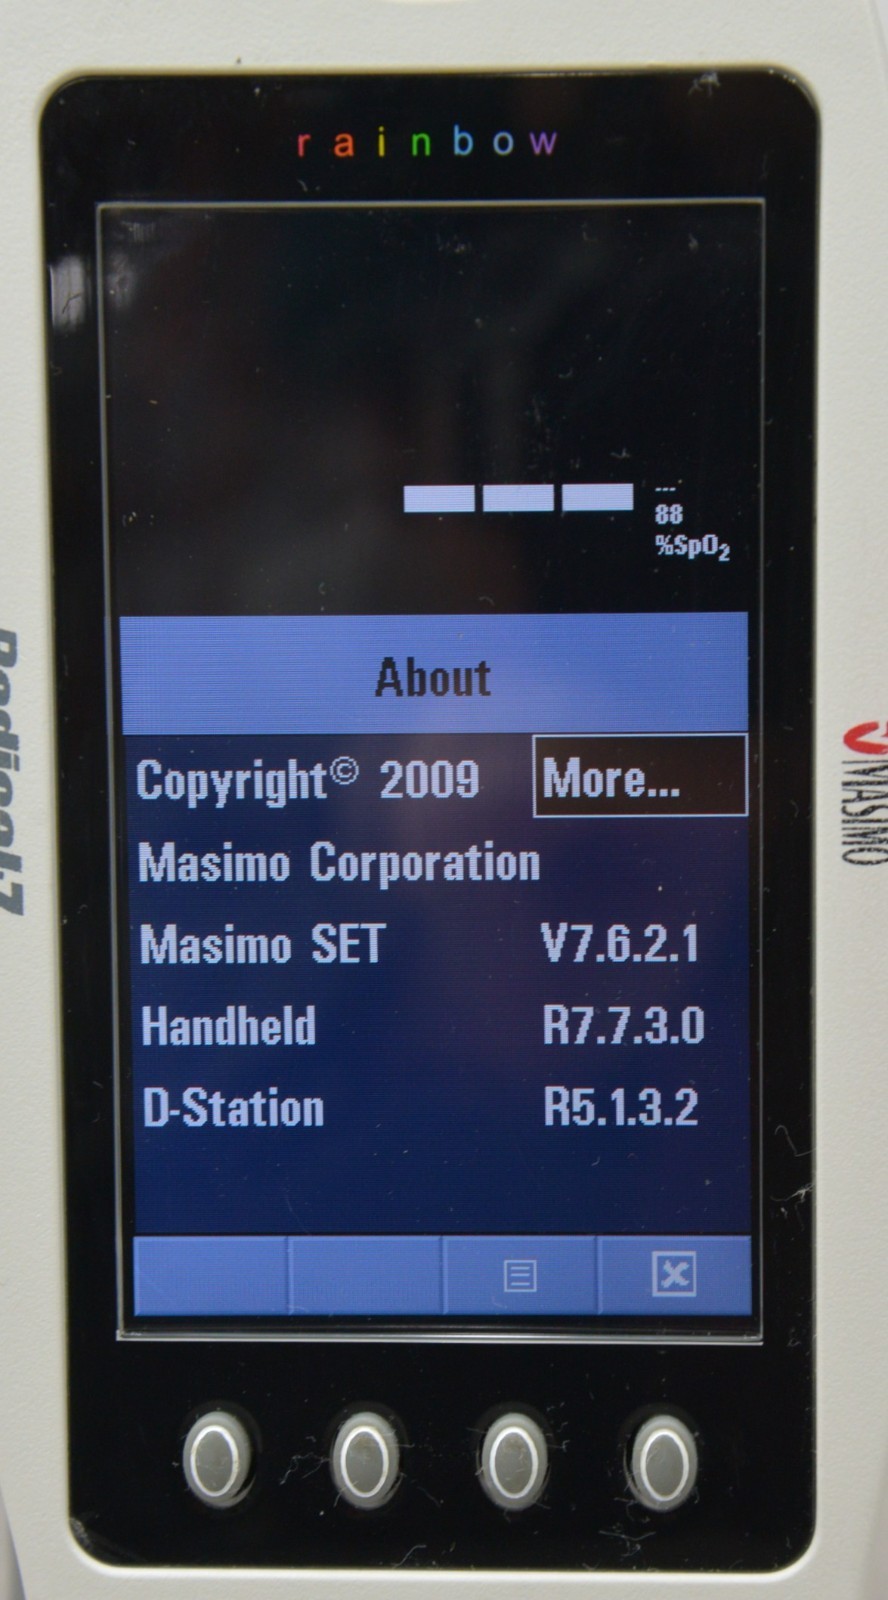 rainbow
---
88
%SpO₂
About
Copyright© 2009 More...
Masimo Corporation
Masimo SET V7.6.2.1
Handheld R7.7.3.0
D-Station R5.1.3.2
MASIMO